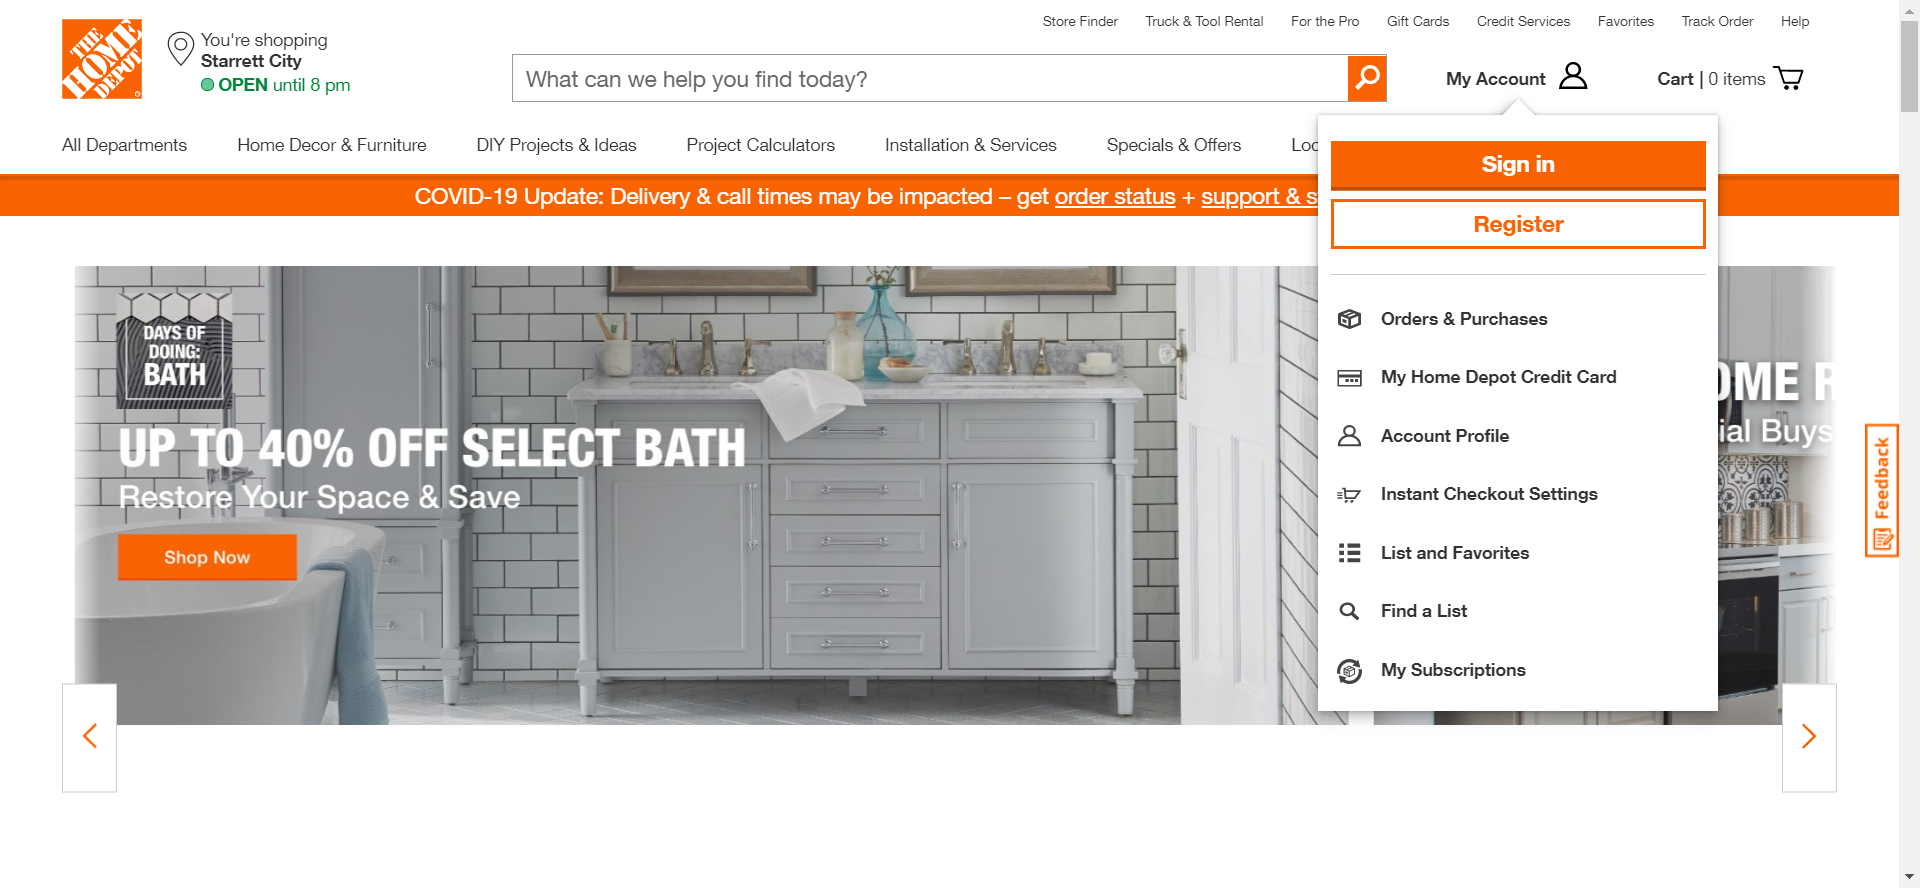 Store Finder
Truck & Tool Rental
For the Pro
Gift Cards
Credit Services
Favorites
Track Order
Help
THE
HOME
DEPOT
You're shopping
Starrett City
OPEN until 8 pm
What can we help you find today?
My Account
Cart | 0 items
All Departments
Home Decor & Furniture
DIY Projects & Ideas
Project Calculators
Installation & Services
Specials & Offers
COVID-19 Update: Delivery & call times may be impacted – get order status + support &
Sign in
Register
Orders & Purchases
My Home Depot Credit Card
Account Profile
Instant Checkout Settings
List and Favorites
Find a List
My Subscriptions
DAYS OF
DOING:
BATH
UP TO 40% OFF SELECT BATH
Restore Your Space & Save
Shop Now
Buys
Feedback